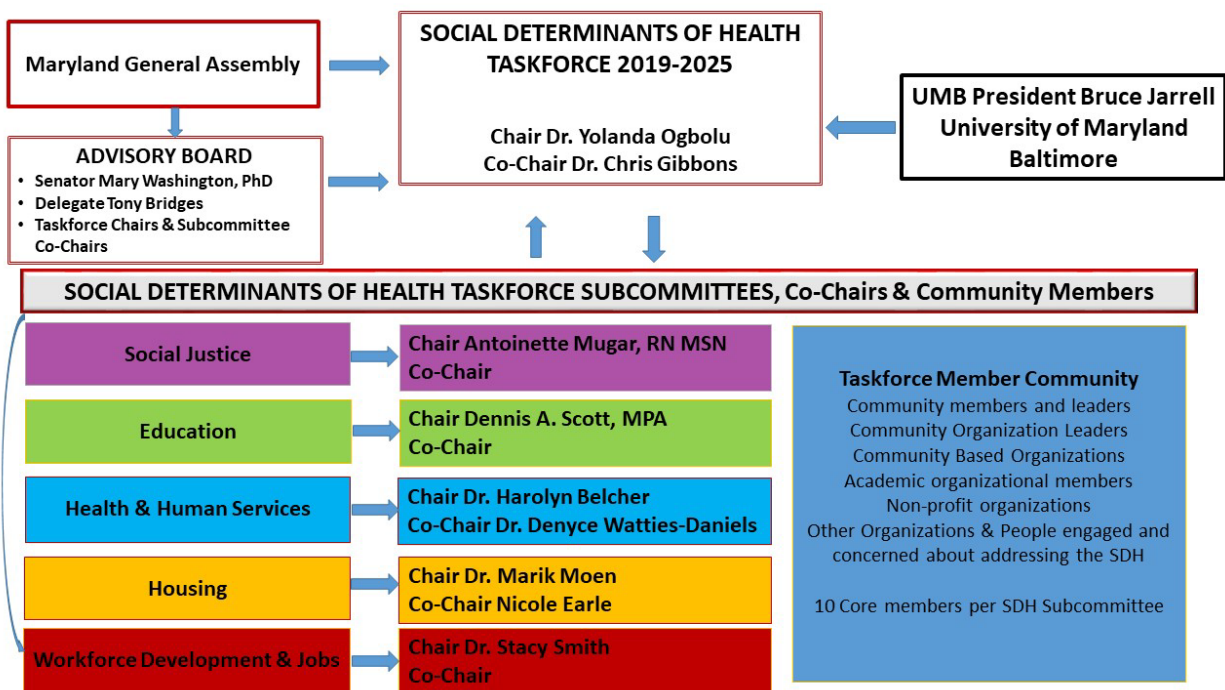 Maryland General Assembly
SOCIAL DETERMINANTS OF HEALTH
TASKFORCE 2019-2025
Chair Dr. Yolanda Ogbolu
Co-Chair Dr. Chris Gibbons
UMB President Bruce Jarrell
University of Maryland
Baltimore
ADVISORY BOARD
• Senator Mary Washington, PhD
• Delegate Tony Bridges
• Taskforce Chairs & Subcommittee
Co-Chairs
SOCIAL DETERMINANTS OF HEALTH TASKFORCE SUBCOMMITTEES, Co-Chairs & Community Members
Social Justice
Chair Antoinette Mugar, RN MSN
Co-Chair
Education
Chair Dennis A. Scott, MPA
Co-Chair
Health & Human Services
Chair Dr. Harolyn Belcher
Co-Chair Dr. Denyce Watties-Daniels
Housing
Chair Dr. Marik Moen
Co-Chair Nicole Earle
Workforce Development & Jobs
Chair Dr. Stacy Smith
Co-Chair
Taskforce Member Community
Community members and leaders
Community Organization Leaders
Community Based Organizations
Academic organizational members
Non-profit organizations
Other Organizations & People engaged and
concerned about addressing the SDH
10 Core members per SDH Subcommittee